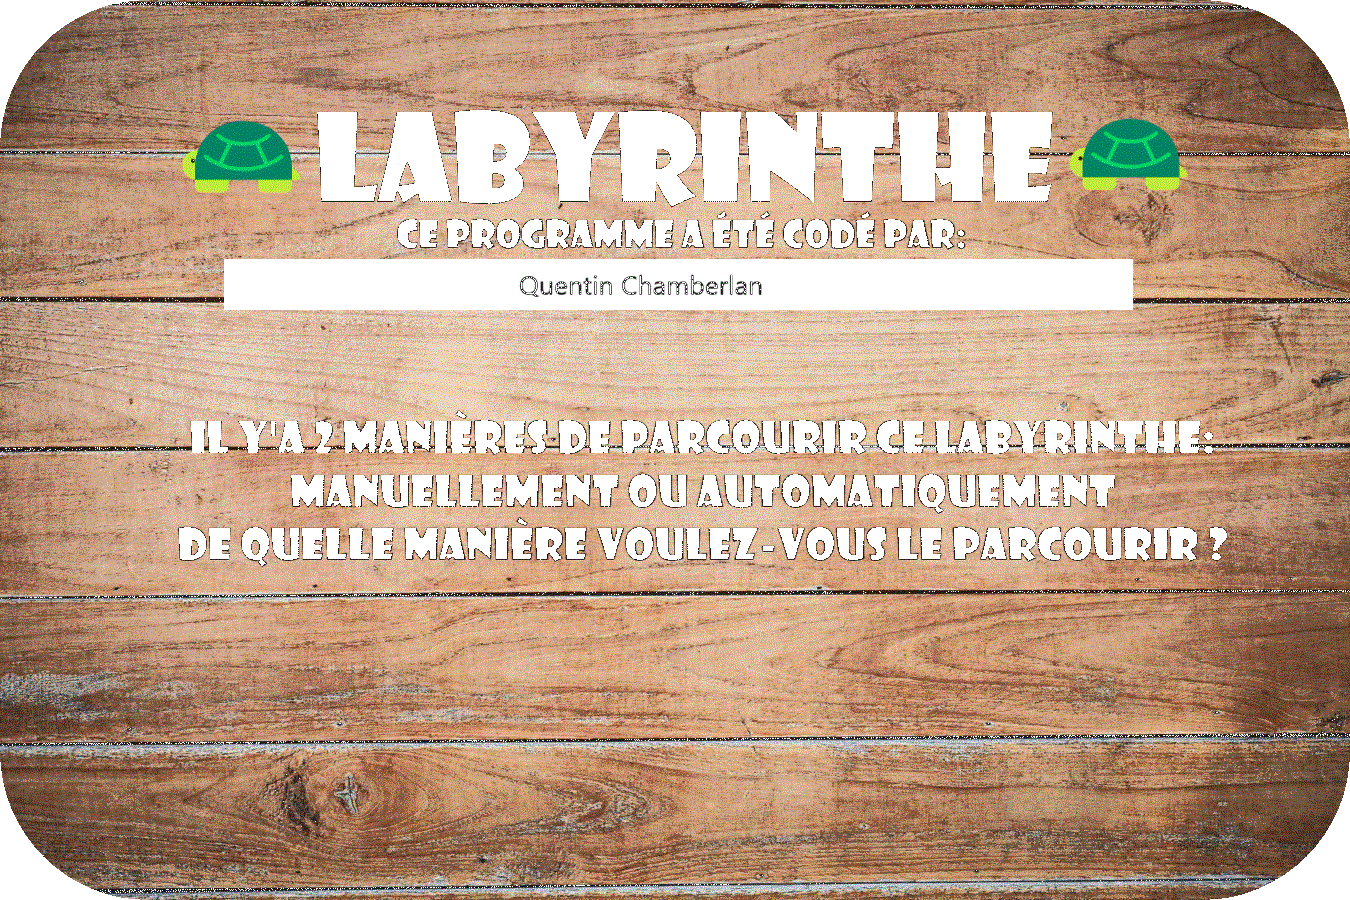 LABYRINTHE
CE PROGRAMME A ÉTÉ CODÉ PAR:
Quentin Chamberlan
IL Y'A 2 MANIÈRES DE PARCOURIR CE LABYRINTHE:
MANUELLEMENT OU AUTOMATIQUEMENT
DE QUELLE MANIÈRE VOULEZ-VOUS LE PARCOURIR ?